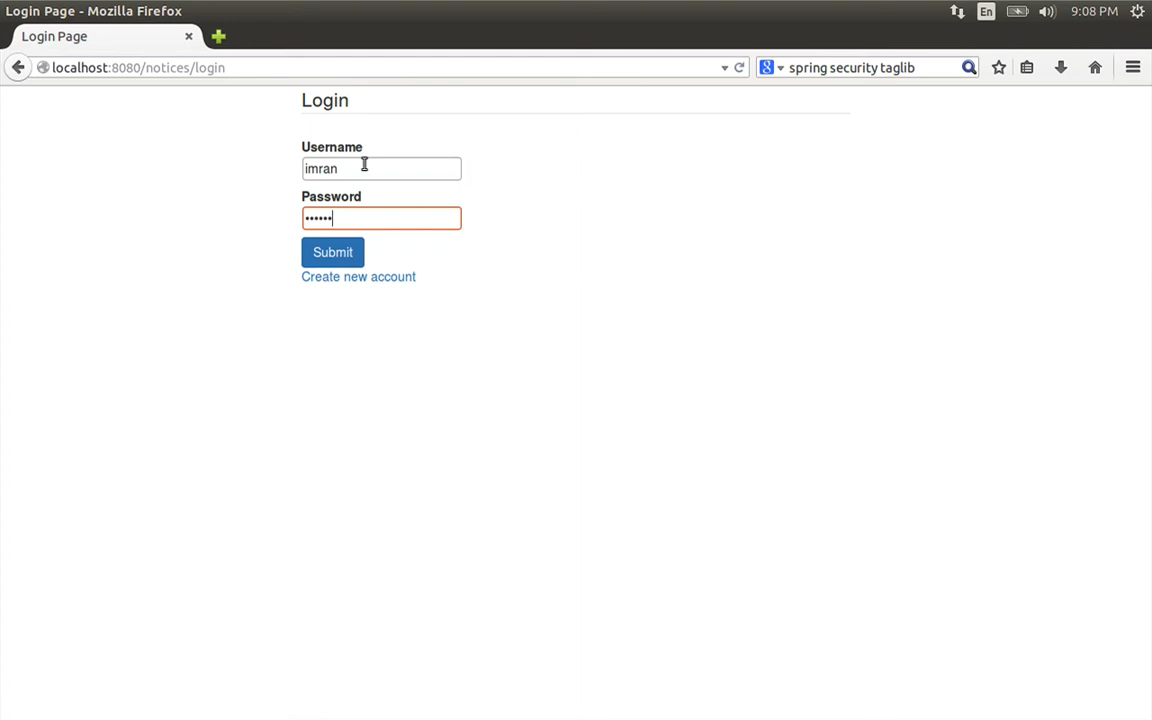 Login Page - Mozilla Firefox
En
9:08 PM
Login Page
localhost:8080/notices/login
spring security taglib
Login
Username
imran
Password
••••••
Submit
Create new account